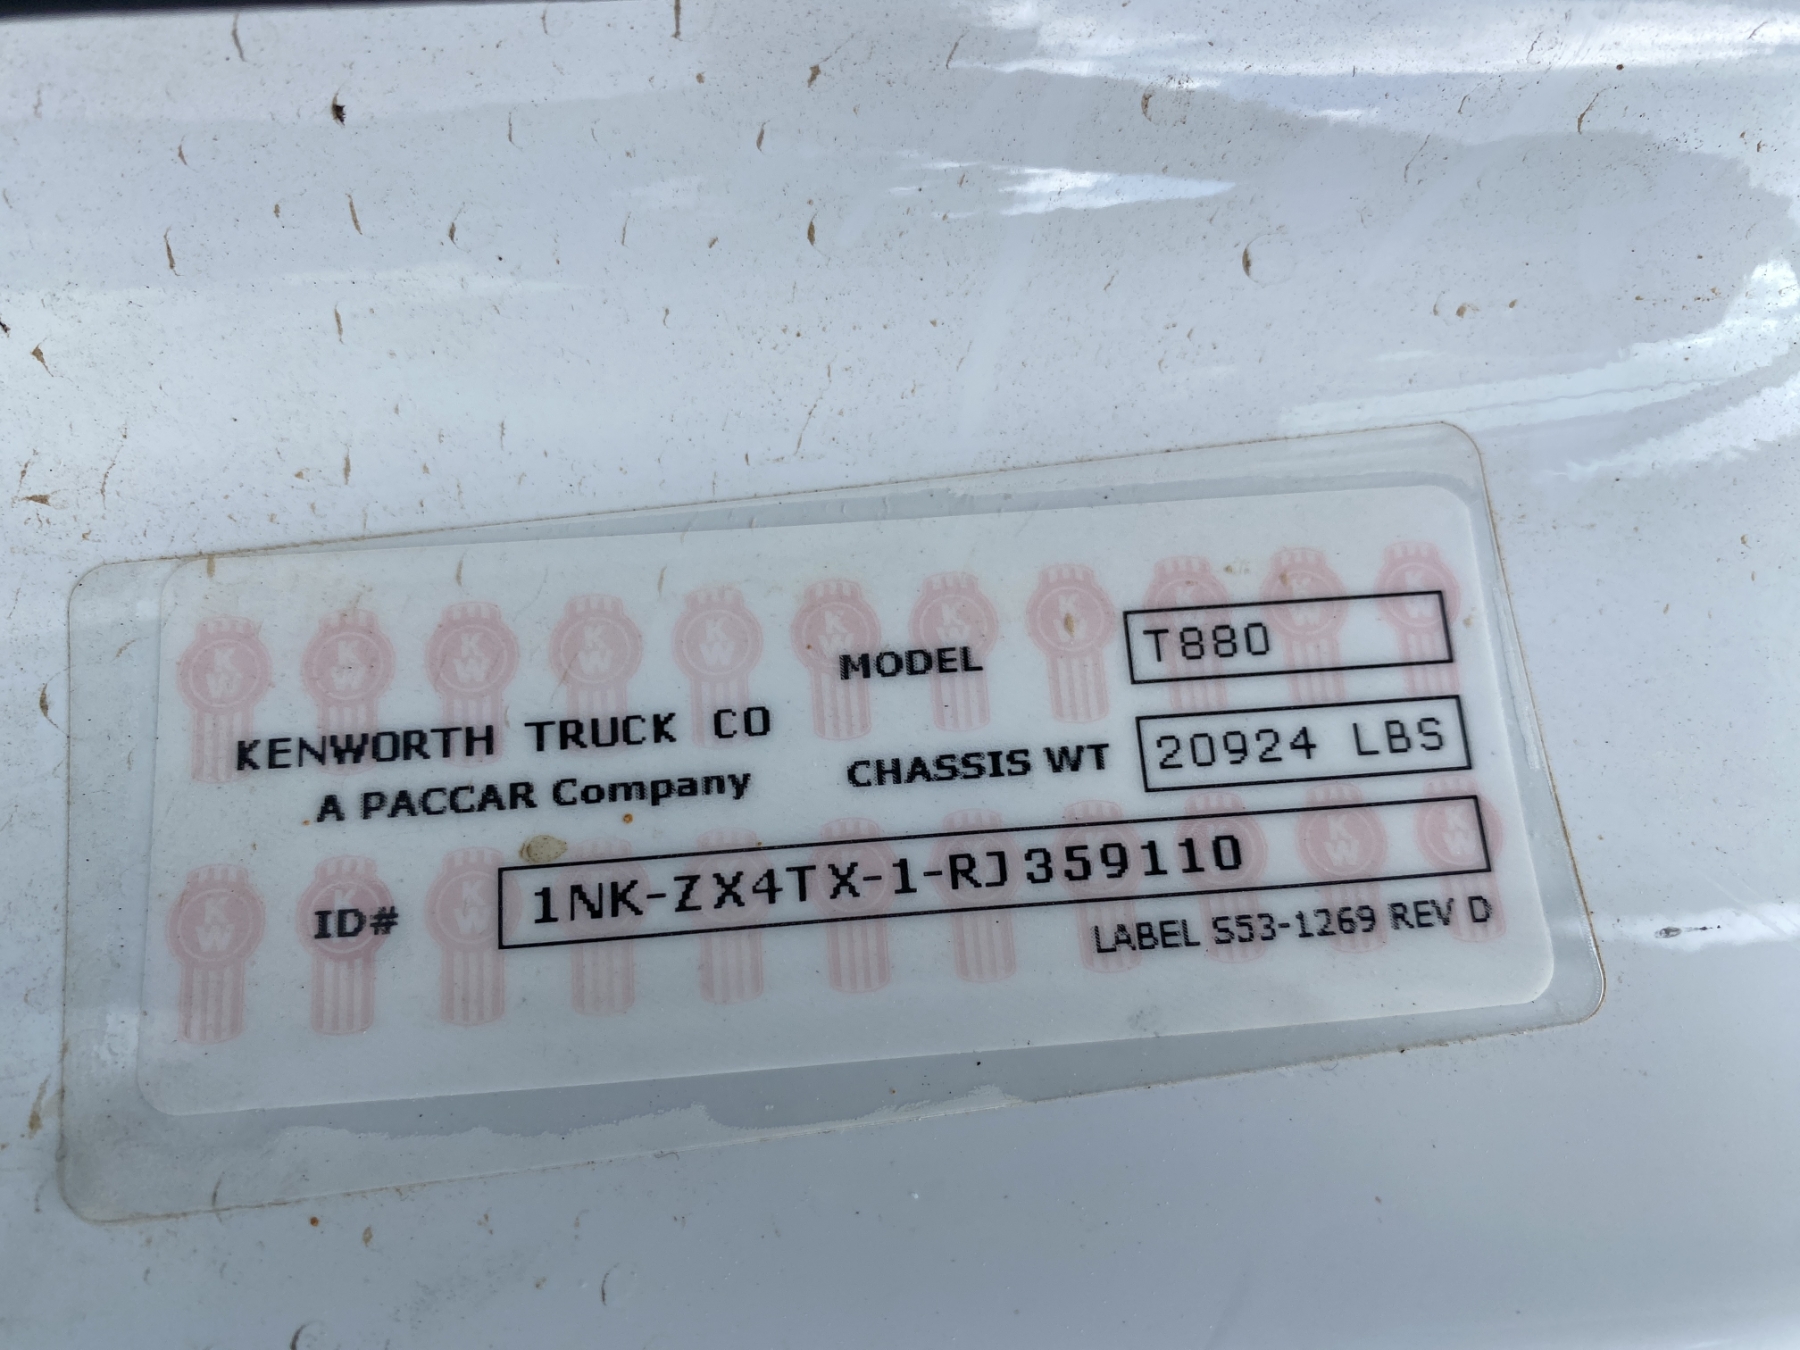 MODEL T880
KENWORTH TRUCK CO
A PACCAR Company
CHASSIS WT 20924 LBS
ID# 1NK-ZX4TX-1-RJ359110
LABEL S53-1269 REV D